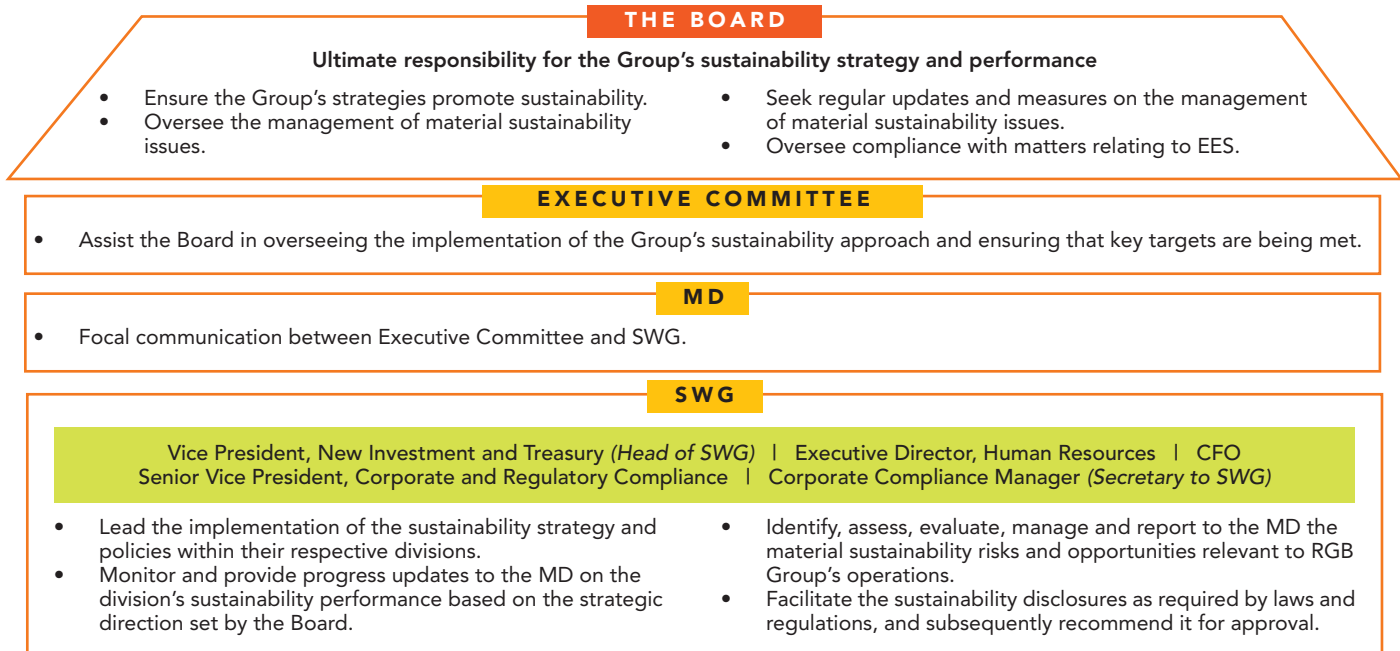 THE BOARD
Ultimate responsibility for the Group's sustainability strategy and performance
• Ensure the Group's strategies promote sustainability.
• Oversee the management of material sustainability
issues.
• Seek regular updates and measures on the management
of material sustainability issues.
• Oversee compliance with matters relating to EES.
EXECUTIVE COMMITTEE
• Assist the Board in overseeing the implementation of the Group's sustainability approach and ensuring that key targets are being met.
MD
• Focal communication between Executive Committee and SWG.
SWG
Vice President, New Investment and Treasury (Head of SWG) | Executive Director, Human Resources | CFO
Senior Vice President, Corporate and Regulatory Compliance | Corporate Compliance Manager (Secretary to SWG)
• Lead the implementation of the sustainability strategy and
policies within their respective divisions.
• Monitor and provide progress updates to the MD on the
division's sustainability performance based on the strategic
direction set by the Board.
• Identify, assess, evaluate, manage and report to the MD the
material sustainability risks and opportunities relevant to RGB
Group's operations.
• Facilitate the sustainability disclosures as required by laws and
regulations, and subsequently recommend it for approval.